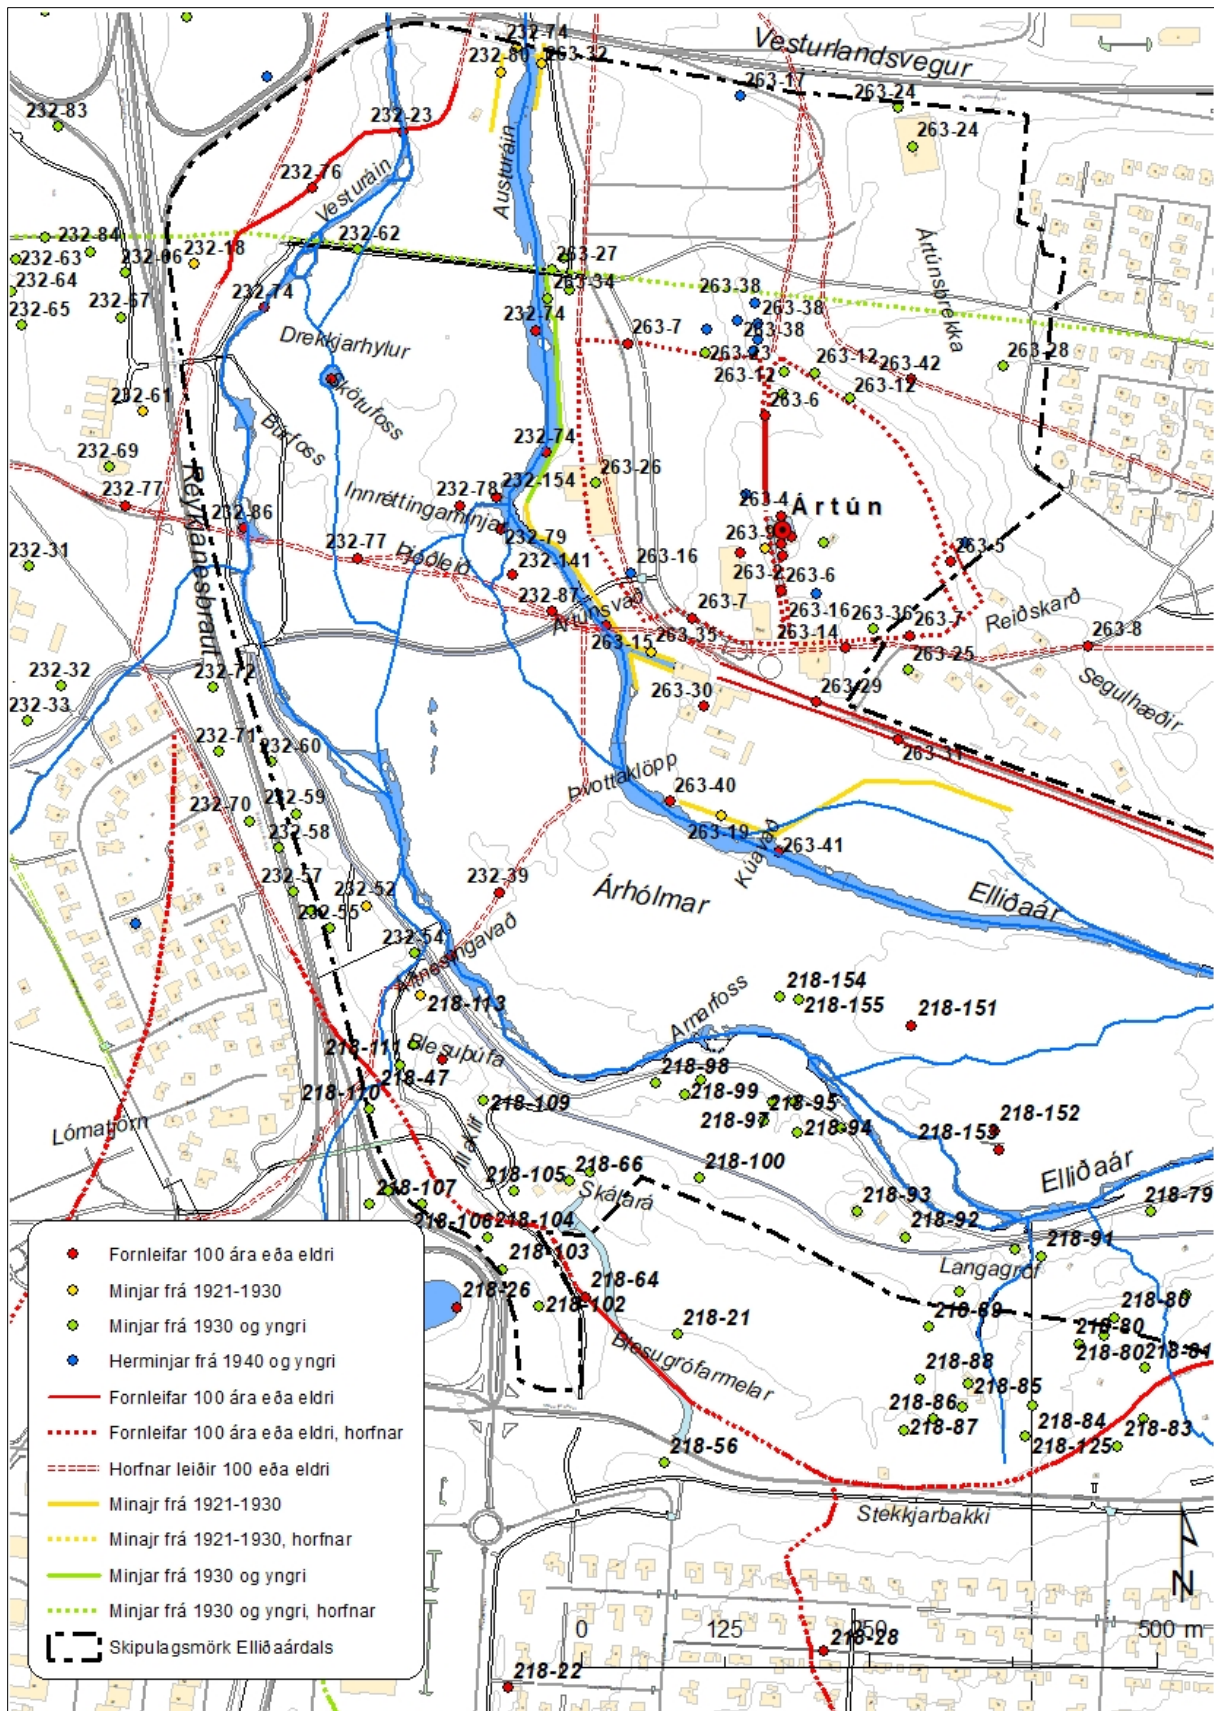 232-74
232-80
263-32
Vesturlandsvegur
263-17
263-24
263-24
232-83
232-23
232-76
Vesturáin
Austuráin
232-84
232-63
232-66
232-18
232-62
263-27
232-64
263-34
232-65
232-67
232-74
232-74
Drekkjarhylur
263-38
263-38
263-38
263-7
263-23
Ártúnsbrekka
263-12
263-12
263-42
263-12
263-28
Skötufoss
263-6
232-61
Búrfoss
232-74
232-69
Reykjanesbraut
263-26
232-154
232-77
232-78
Innréttingaminjar
232-86
232-79
263-4
Ártún
263-9
232-31
232-77
Þjóðleið
232-141
263-16
263-5
263-2
263-6
232-87
Ártúnsvað
263-7
263-16
263-36
263-7
Reiðskarð
263-15
263-35
263-14
263-8
263-25
232-32
232-72
263-30
263-29
Segulhæðir
232-33
232-71
232-60
263-31
Þvottaklöpp
263-40
232-70
232-59
232-58
263-19
Kúavað
263-41
232-57
232-52
232-39
Árhólmar
Elliðaár
232-55
232-54
Álftnesingavað
218-113
218-154
218-155
218-151
Arnarfoss
218-111
Blesuþúfa
218-47
218-98
218-110
218-109
218-99
218-97
218-95
218-94
218-152
218-153
Lómatjörn
Illaklif
218-105
218-66
218-100
Elliðaár
Skálará
218-107
218-93
218-79
218-106
218-104
218-92
218-103
218-91
Langagróf
218-26
218-64
218-102
218-89
218-80
218-21
218-80
Blesugrófarmelar
218-80
218-81
218-88
218-85
218-86
218-87
218-84
218-83
218-125
218-56
Stekkjarbakki
218-28
218-22
Fornleifar 100 ára eða eldri
Minjar frá 1921-1930
Minjar frá 1930 og yngri
Herminjar frá 1940 og yngri
Fornleifar 100 ára eða eldri
Fornleifar 100 ára eða eldri, horfnar
Horfnar leiðir 100 eða eldri
Minajr frá 1921-1930
Minajr frá 1921-1930, horfnar
Minjar frá 1930 og yngri
Minjar frá 1930 og yngri, horfnar
Skipulagsmörk Elliðaárdals
N
0 125 250 500 m